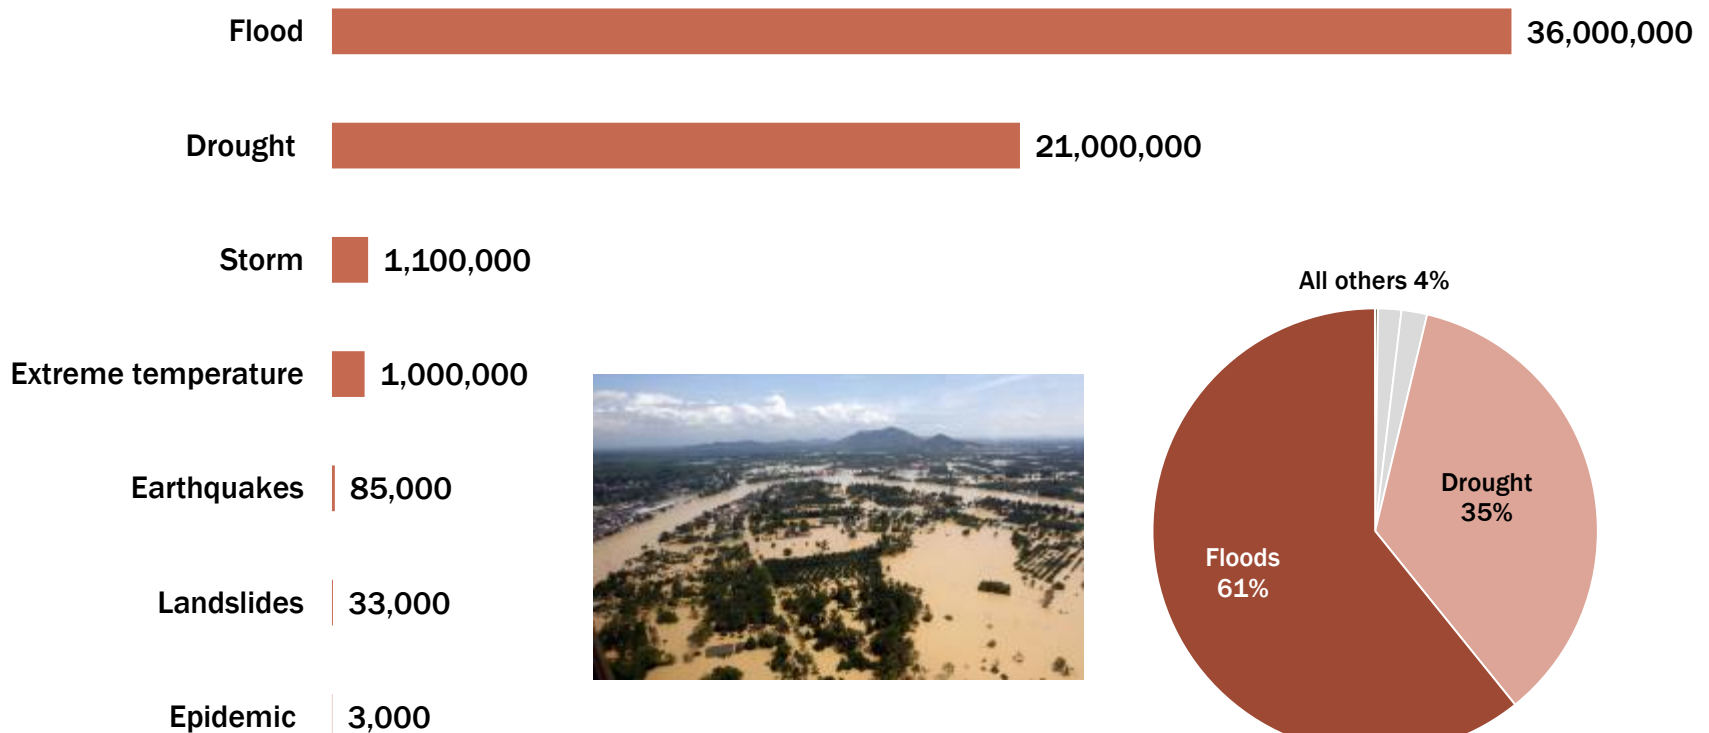 Flood 36,000,000
Drought 21,000,000
Storm 1,100,000
Extreme temperature 1,000,000
Earthquakes 85,000
Landslides 33,000
Epidemic 3,000
All others 4%
Drought
35%
Floods
61%